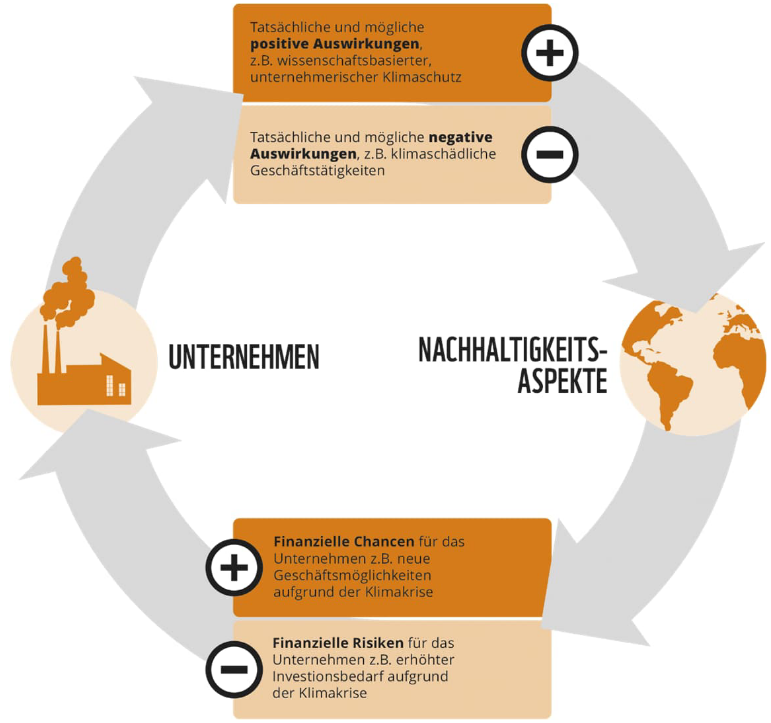 Tatsächliche und mögliche
positive Auswirkungen,
z.B. wissenschaftsbasierter,
unternehmerischer Klimaschutz
Tatsächliche und mögliche negative
Auswirkungen, z.B. klimaschädliche
Geschäftstätigkeiten
UNTERNEHMEN
NACHHALTIGKEITS-
ASPEKTE
Finanzielle Chancen für das
Unternehmen z.B. neue
Geschäftsmöglichkeiten
aufgrund der Klimakrise
Finanzielle Risiken für das
Unternehmen z.B. erhöhter
Investitionsbedarf aufgrund
der Klimakrise